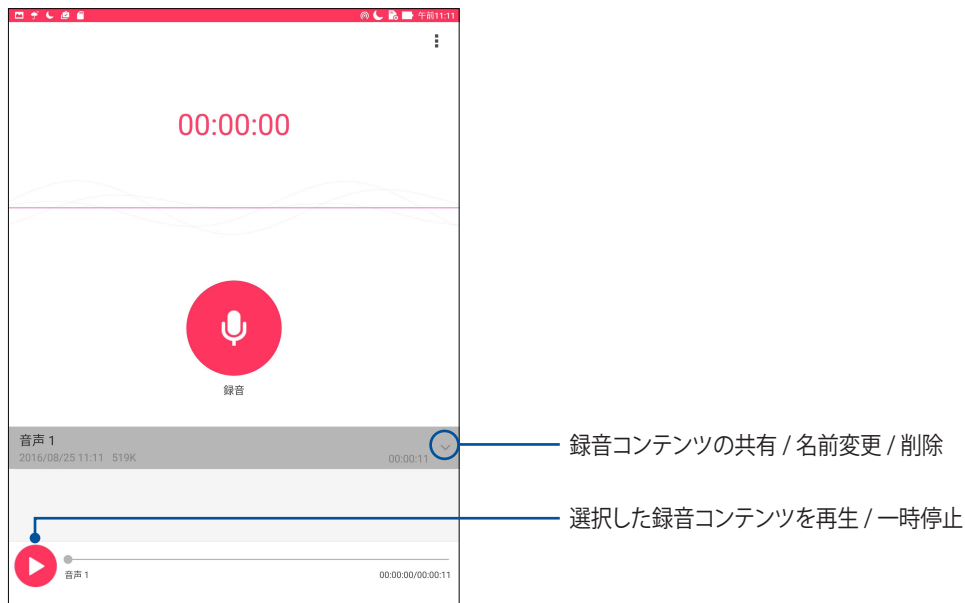 午前11:11
00:00:00
録音
音声 1
2016/08/25 11:11 519K
00:00:11
録音コンテンツの共有 / 名前変更 / 削除
選択した録音コンテンツを再生 / 一時停止
音声 1
00:00:00/00:00:11